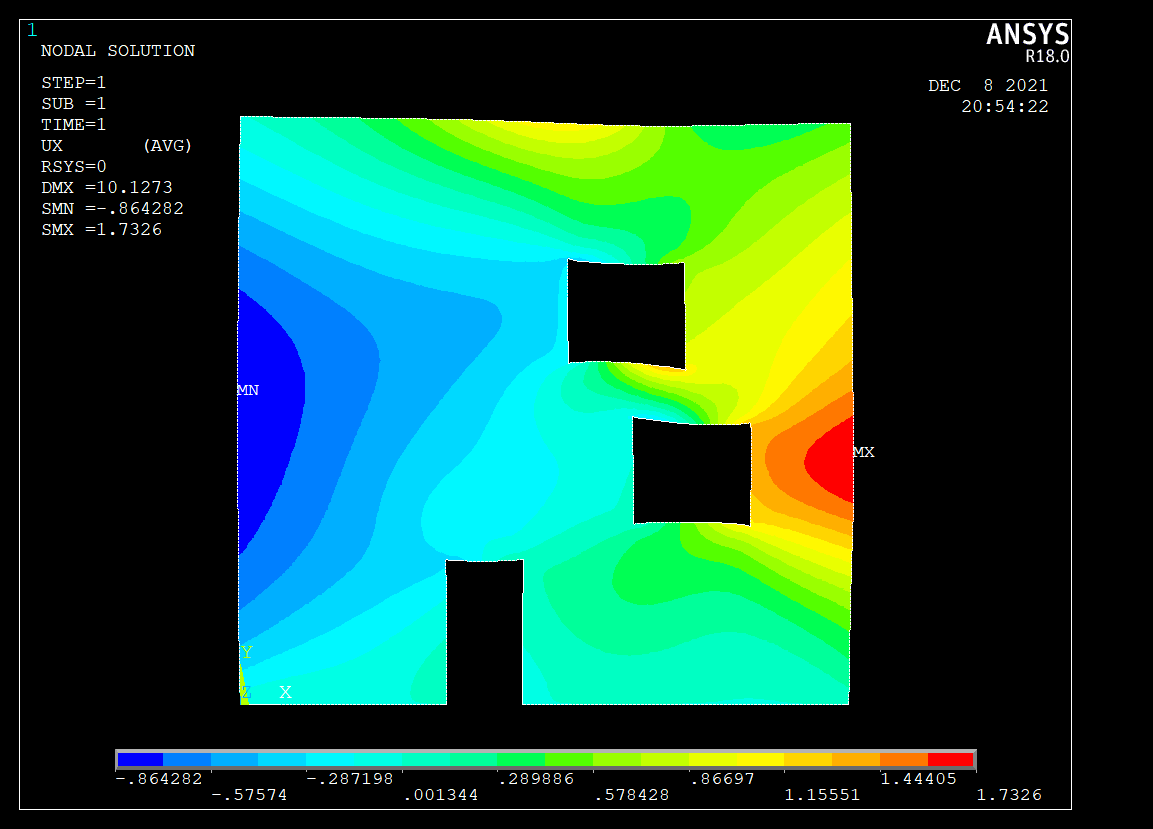 1
NODAL SOLUTION
STEP=1
SUB =1
TIME=1
UX (AVG)
RSYS=0
DMX =10.1273
SMN =-.864282
SMX =1.7326
ANSYS
R18.0
DEC 8 2021
20:54:22
MN
MX
Y
Z X
-.864282 -.287198 .289886 .86697 1.44405
-.57574 .001344 .578428 1.15551 1.7326